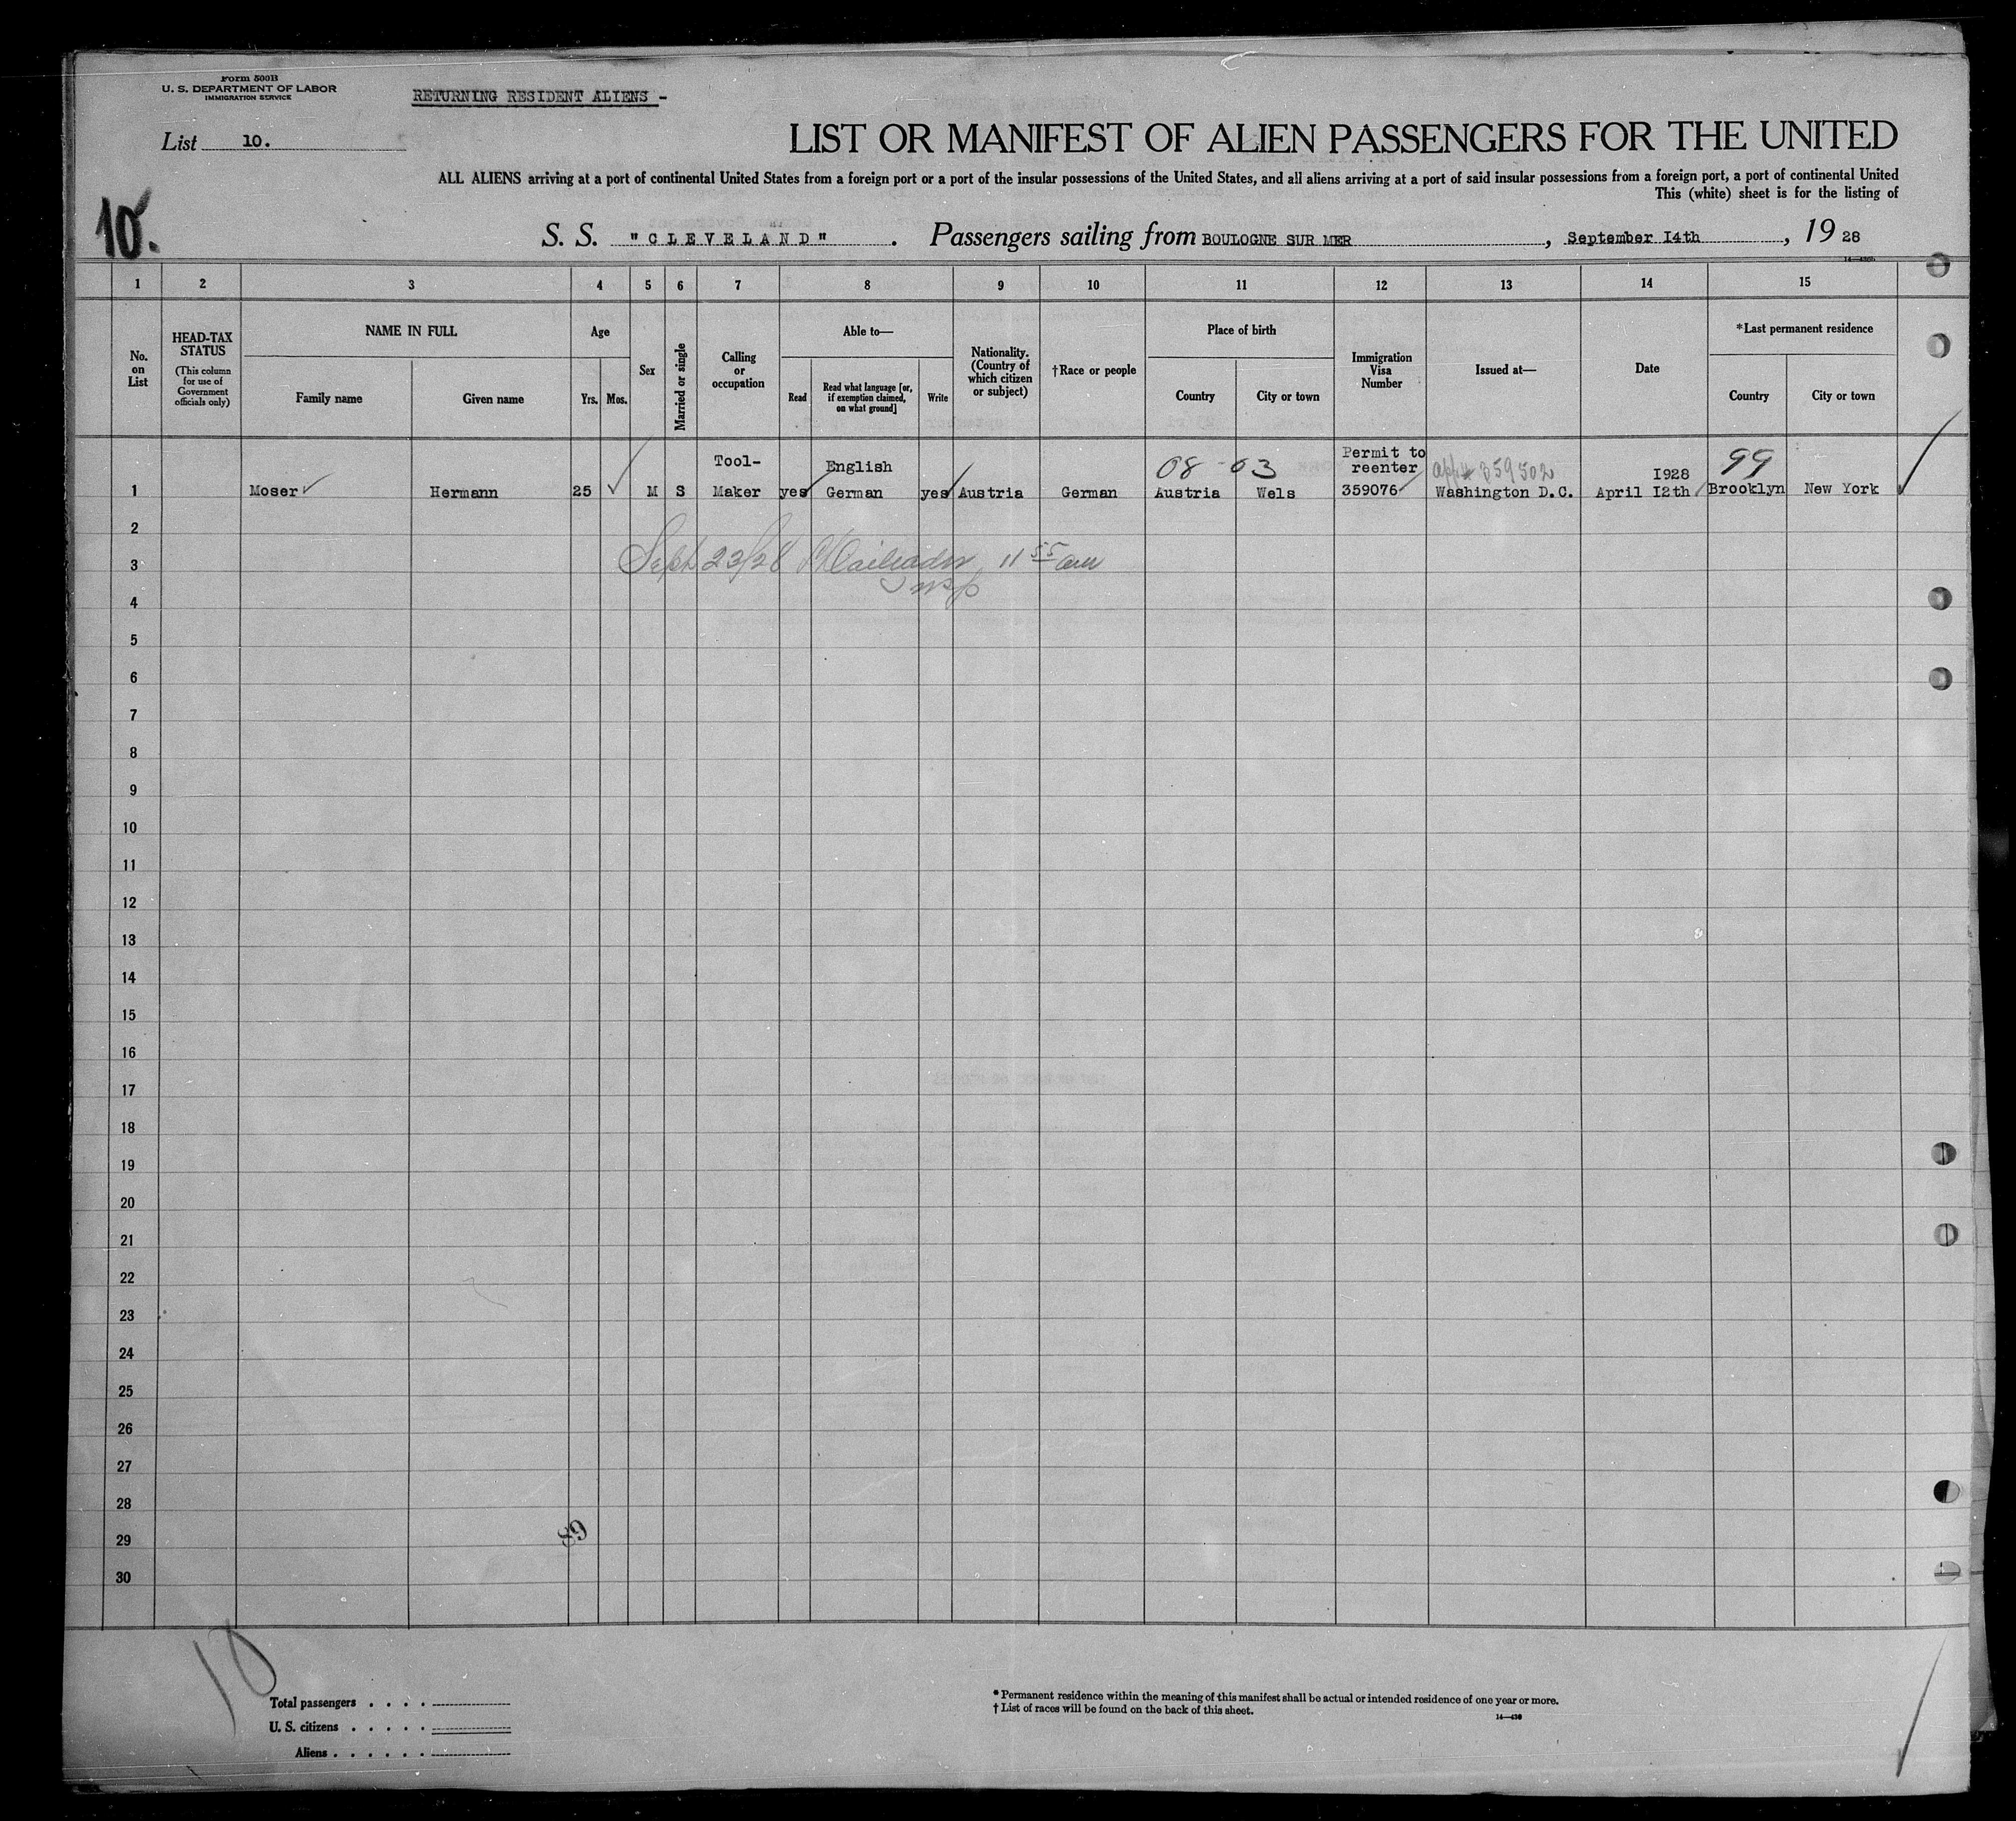 Form 500B
U. S. DEPARTMENT OF LABOR
IMMIGRATION SERVICE
RETURNING RESIDENT ALIENS -
List 10.
LIST OR MANIFEST OF ALIEN PASSENGERS FOR THE UNITED
ALL ALIENS arriving at a port of continental United States from a foreign port or a port of the insular possessions of the United States, and all aliens arriving at a port of said insular possessions from a foreign port, a port of continental United
This (white) sheet is for the listing of
10.
S. S. "CLEVELAND" . Passengers sailing from BOULOGNE SUR MER , September I4th , 19 28
1 2 3 4 5 6 7 8 9 10 11 12 13 14 15
No. on List
HEAD-TAX STATUS
(This column for use of Government officials only)
NAME IN FULL
Family name Given name
Age
Yrs. Mos.
Sex
Married or single
Calling or occupation
Able to—
Read
Read what language [or, if exemption claimed, on what ground]
Write
Nationality. (Country of which citizen or subject)
†Race or people
Place of birth
Country City or town
Immigration Visa Number
Issued at—
Date
*Last permanent residence
Country City or town
Tool- English 08-03 Permit to reenter 359502 I928 99
1 Moser Hermann 25 M S Maker yes German yes Austria German Austria Wels 359076 Washington D.C. April I2th Brooklyn New York
2
Sept 23/28 11 55 am
3
Insp
4
5
6
7
8
9
10
11
12
13
14
15
16
17
18
19
20
21
22
23
24
25
26
27
28
29
89
30
10
Total passengers . . . .
U. S. citizens . . . . .
Aliens . . . . . .
* Permanent residence within the meaning of this manifest shall be actual or intended residence of one year or more.
† List of races will be found on the back of this sheet.
14—430